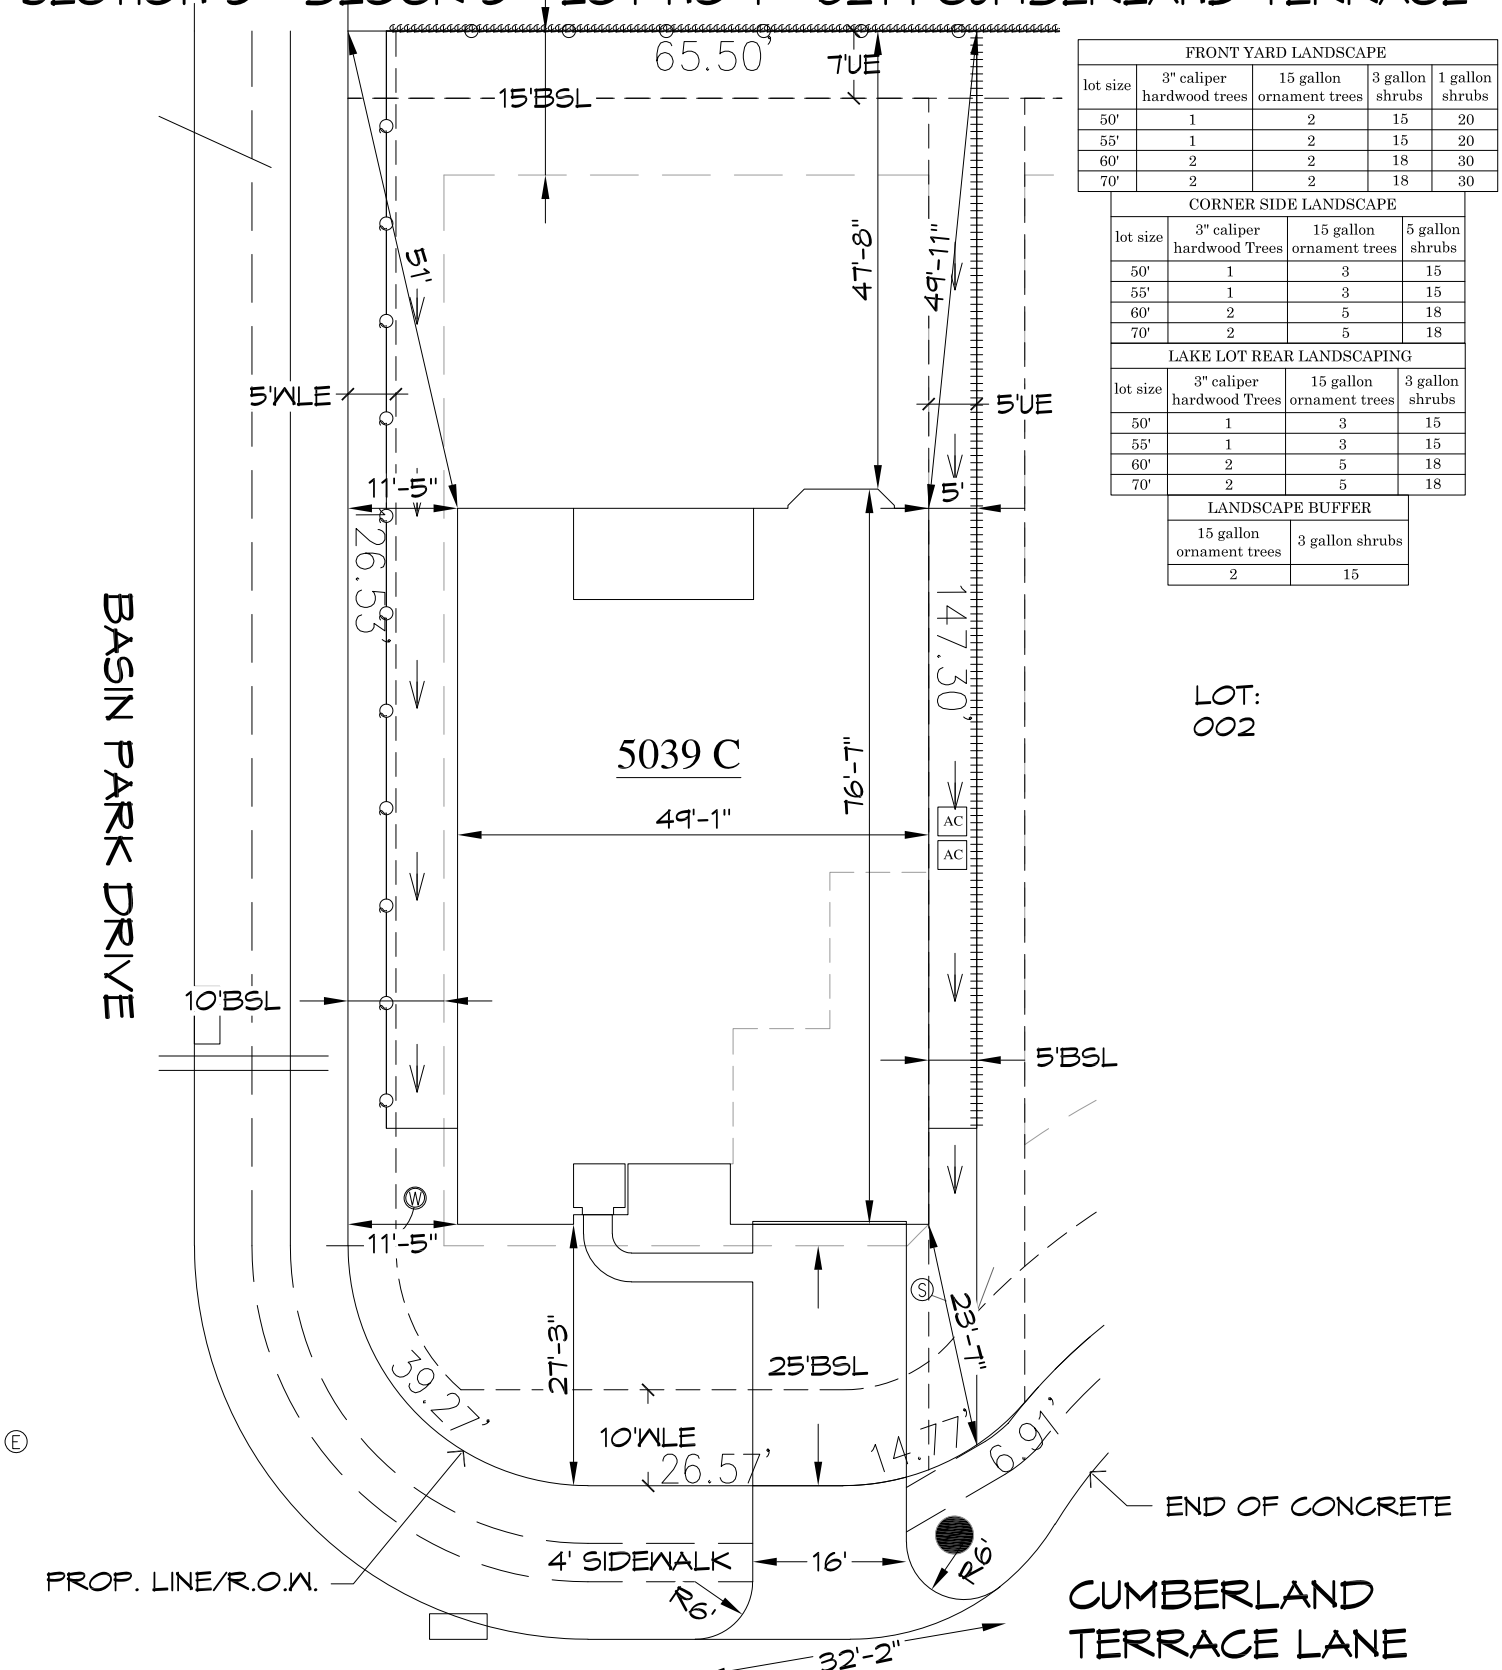 65.50'
7'UE
15'BSL
51'
47'-8"
49'-11"
5'WLE
5'UE
11'-5"
5'
26.53'
147.30'
BASIN PARK DRIVE
5039 C
49'-1"
76'-7"
AC
AC
10'BSL
5'BSL
W
11'-5"
S
27'-3"
23'-7"
25'BSL
39.27'
10'WLE
26.57'
14.77'
6.91'
E
END OF CONCRETE
4' SIDEWALK
16'
R6'
R6'
PROP. LINE/R.O.W.
CUMBERLAND
TERRACE LANE
32'-2"
LOT:
002
FRONT YARD LANDSCAPE
lot size 3" caliper hardwood trees 15 gallon ornament trees 3 gallon shrubs 1 gallon shrubs
50' 1 2 15 20
55' 1 2 15 20
60' 2 2 18 30
70' 2 2 18 30
CORNER SIDE LANDSCAPE
lot size 3" caliper hardwood Trees 15 gallon ornament trees 5 gallon shrubs
50' 1 3 15
55' 1 3 15
60' 2 5 18
70' 2 5 18
LAKE LOT REAR LANDSCAPING
lot size 3" caliper hardwood Trees 15 gallon ornament trees 3 gallon shrubs
50' 1 3 15
55' 1 3 15
60' 2 5 18
70' 2 5 18
LANDSCAPE BUFFER
15 gallon ornament trees 3 gallon shrubs
2 15